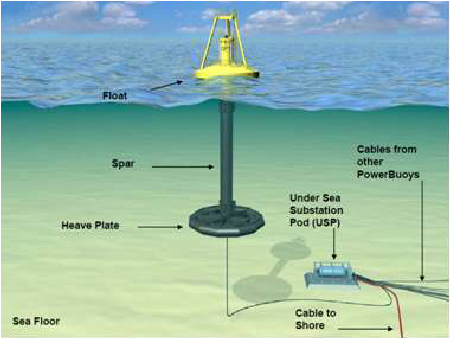 Float
Cables from
other
PowerBuoys
Spar
Under Sea
Substation
Pod (USP)
Heave Plate
Cable to
Shore
Sea Floor